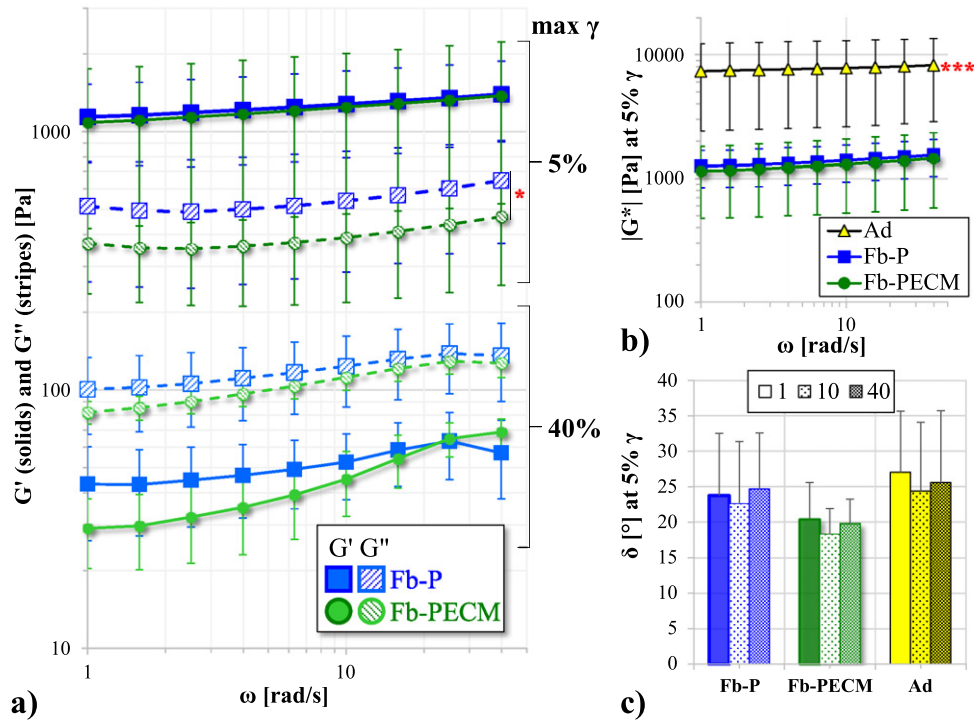 max γ
G' (solids) and G'' (stripes) [Pa]
1000
100
10
5%
*
40%
G' G''
Fb-P
Fb-PECM
1
10
ω [rad/s]
a)
|G*| [Pa] at 5% γ
10000
1000
100
***
Ad
Fb-P
Fb-PECM
1
10
ω [rad/s]
b)
δ [°] at 5% γ
40
35
30
25
20
15
10
5
0
1 10 40
Fb-P Fb-PECM Ad
c)